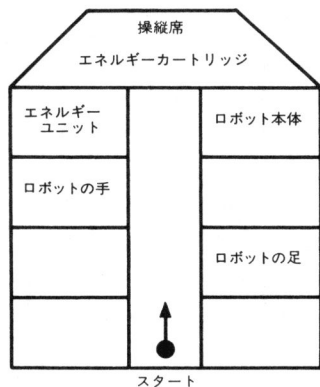 操縦席
エネルギーカートリッジ
エネルギー
ユニット
ロボット本体
ロボットの手
ロボットの足
スタート